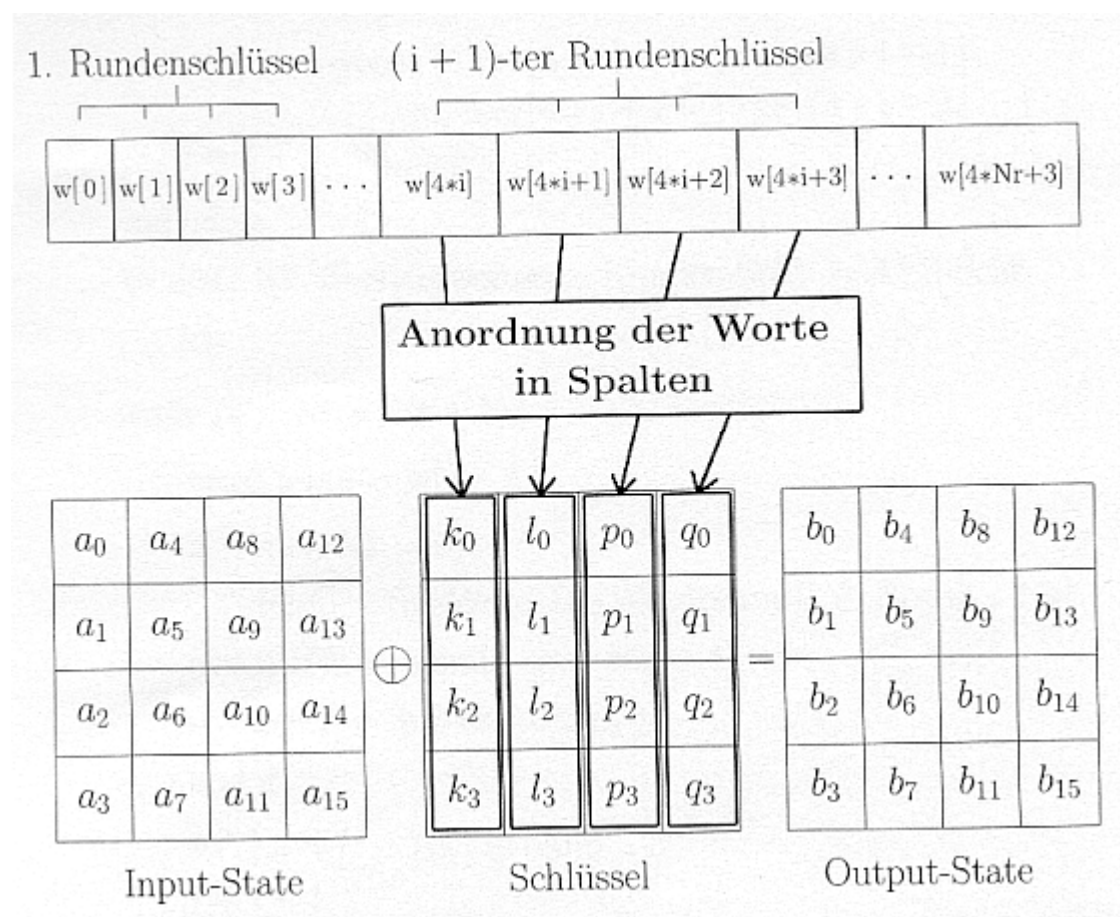 1. Rundenschlüssel (i + 1)-ter Rundenschlüssel
w[0] w[1] w[2] w[3] · · · w[4*i] w[4*i+1] w[4*i+2] w[4*i+3] · · · w[4*Nr+3]
Anordnung der Worte
in Spalten
a₀ a₄ a₈ a₁₂ k₀ l₀ p₀ q₀ b₀ b₄ b₈ b₁₂
a₁ a₅ a₉ a₁₃ k₁ l₁ p₁ q₁ b₁ b₅ b₉ b₁₃
⊕ =
a₂ a₆ a₁₀ a₁₄ k₂ l₂ p₂ q₂ b₂ b₆ b₁₀ b₁₄
a₃ a₇ a₁₁ a₁₅ k₃ l₃ p₃ q₃ b₃ b₇ b₁₁ b₁₅
Input-State Schlüssel Output-State